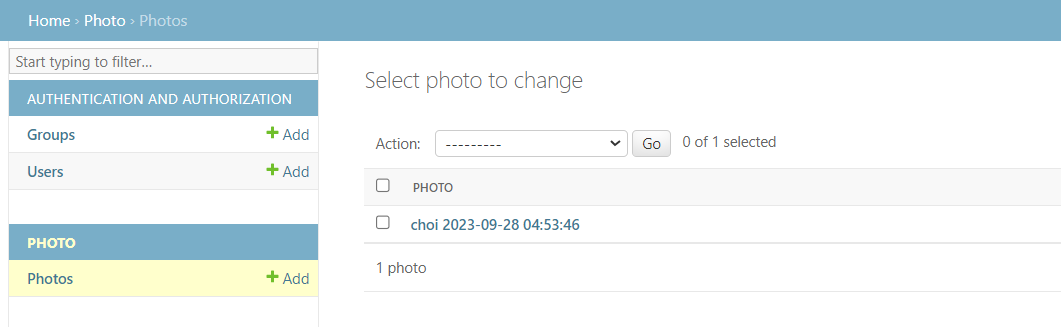 Home › Photo › Photos
Start typing to filter...
AUTHENTICATION AND AUTHORIZATION
Groups + Add
Users + Add
PHOTO
Photos + Add
Select photo to change
Action: --------- Go 0 of 1 selected
PHOTO
choi 2023-09-28 04:53:46
1 photo